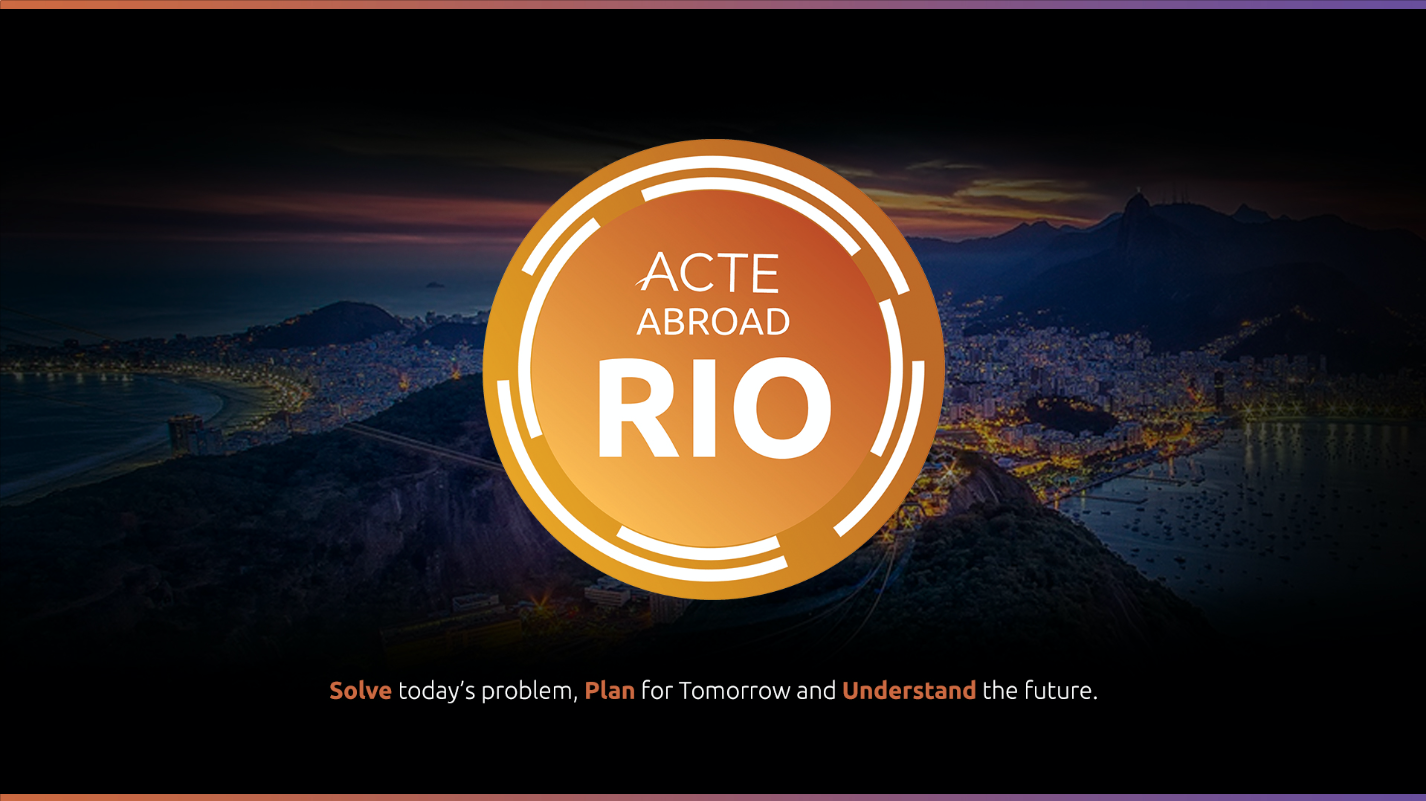 ACTE
ABROAD
RIO
Solve today's problem, Plan for Tomorrow and Understand the future.